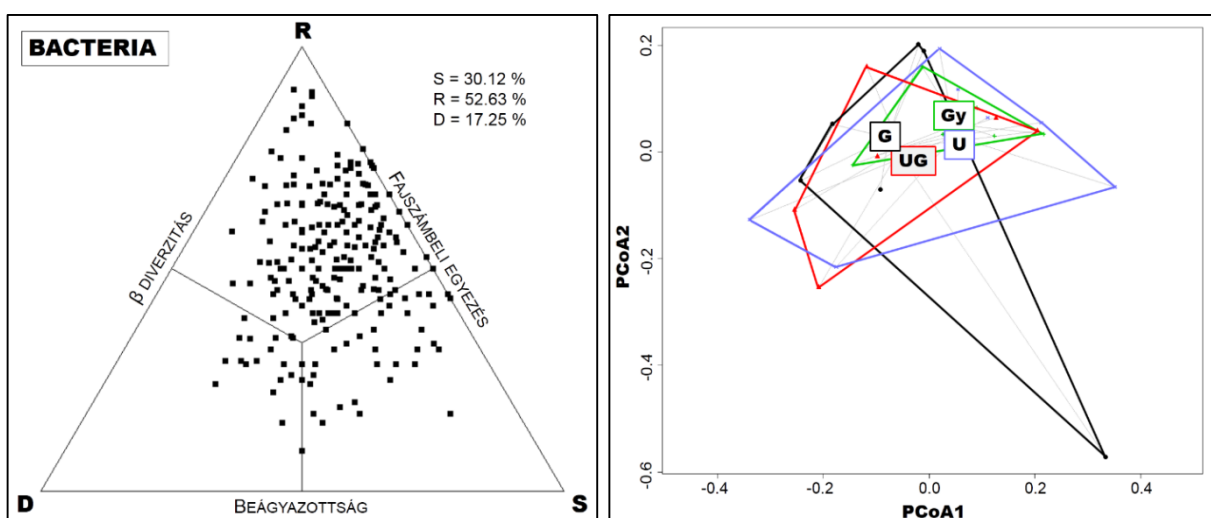 BACTERIA
R
S = 30.12 %
R = 52.63 %
D = 17.25 %
β DIVERZITÁS
FAJSZÁMBELI EGYEZÉS
D
BEÁGYAZOTTSÁG
S
PCoA2
0.2
0.0
-0.2
-0.4
-0.6
G
Gy
U
UG
-0.4
-0.2
0.0
0.2
0.4
PCoA1